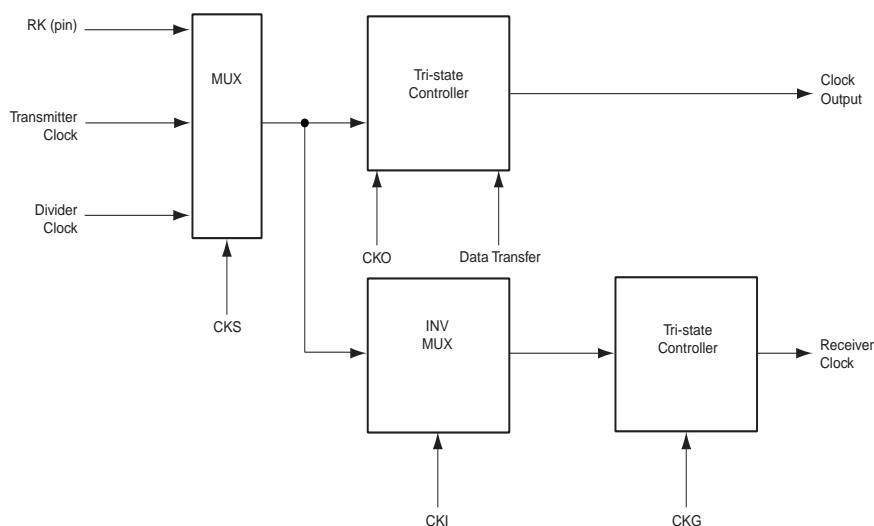 RK (pin)
MUX
Tri-state
Controller
Clock
Output
Transmitter
Clock
Divider
Clock
CKO
Data Transfer
CKS
INV
MUX
Tri-state
Controller
Receiver
Clock
CKI
CKG